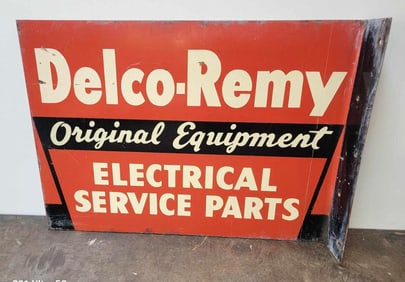 Delco-Remy
Original Equipment
ELECTRICAL
SERVICE PARTS